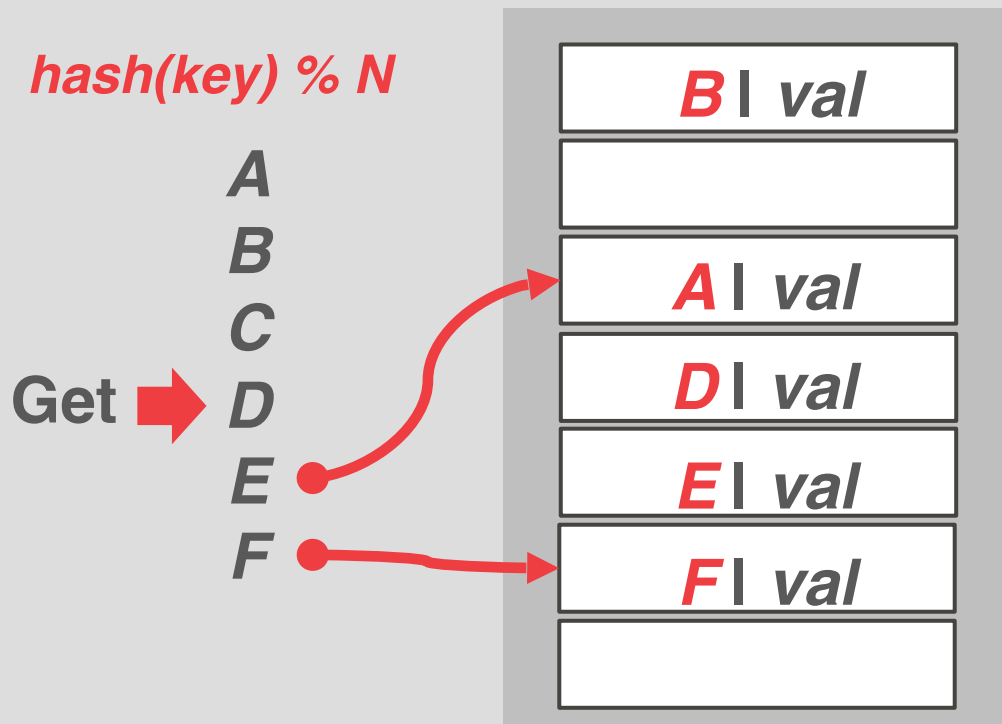 hash(key) % N
A
B
C
Get D
E
F
B | val
A | val
D | val
E | val
F | val